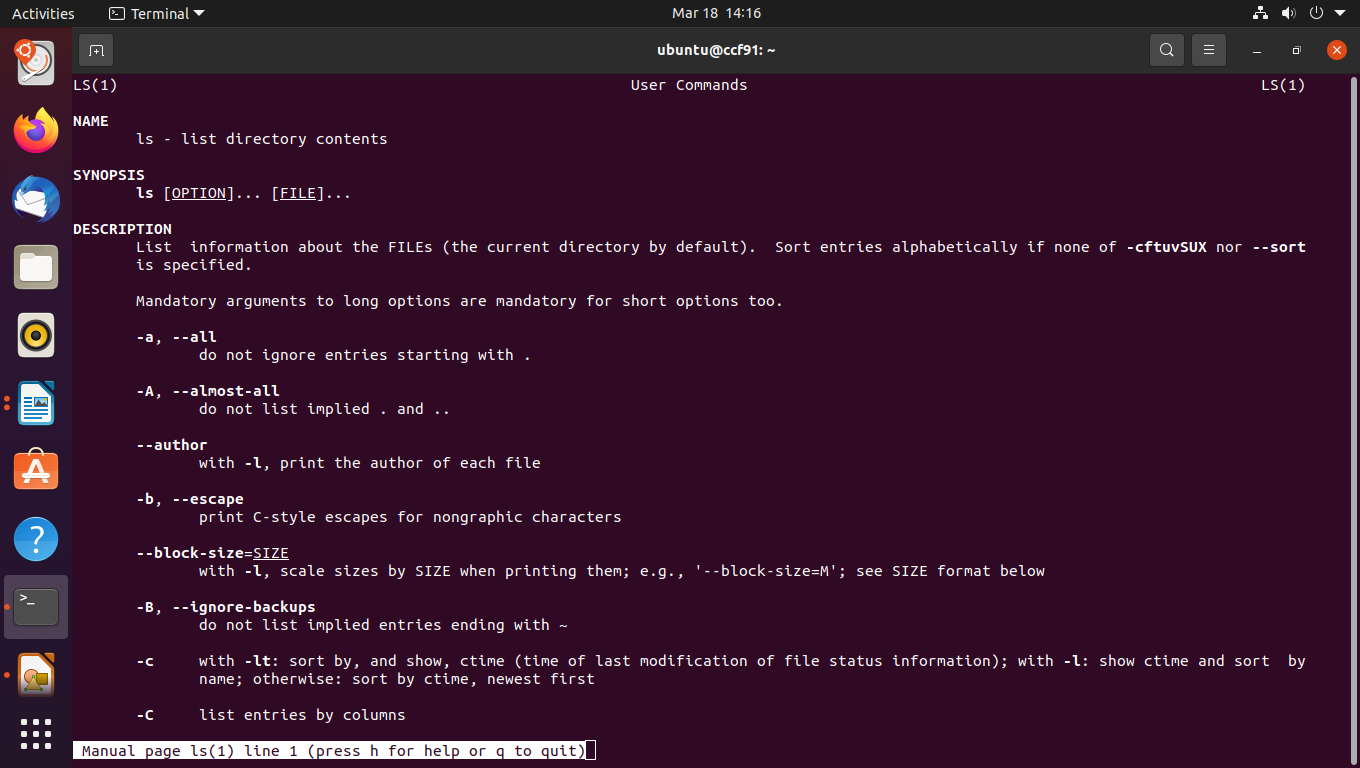 Activities Terminal Mar 18 14:16
ubuntu@ccf91: ~
LS(1) User Commands LS(1)
NAME
ls - list directory contents
SYNOPSIS
ls [OPTION]... [FILE]...
DESCRIPTION
List  information about the FILEs (the current directory by default).  Sort entries alphabetically if none of -cftuvSUX nor --sort
is specified.
Mandatory arguments to long options are mandatory for short options too.
-a, --all
do not ignore entries starting with .
-A, --almost-all
do not list implied . and ..
--author
with -l, print the author of each file
-b, --escape
print C-style escapes for nongraphic characters
--block-size=SIZE
with -l, scale sizes by SIZE when printing them; e.g., '--block-size=M'; see SIZE format below
-B, --ignore-backups
do not list implied entries ending with ~
-c with -lt: sort by, and show, ctime (time of last modification of file status information); with -l: show ctime and sort  by
name; otherwise: sort by ctime, newest first
-C list entries by columns
Manual page ls(1) line 1 (press h for help or q to quit)